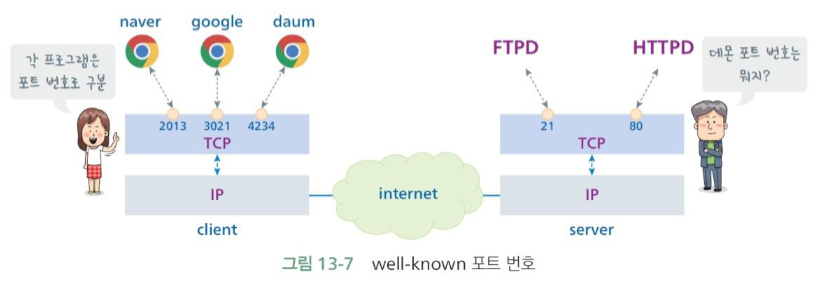 naver google daum
각 프로그램은
포트 번호로 구분
FTPD HTTPD
데몬 포트 번호는
뭐지?
2013 3021 4234
TCP
21 80
TCP
IP
internet
IP
client
server
그림 13-7 well-known 포트 번호